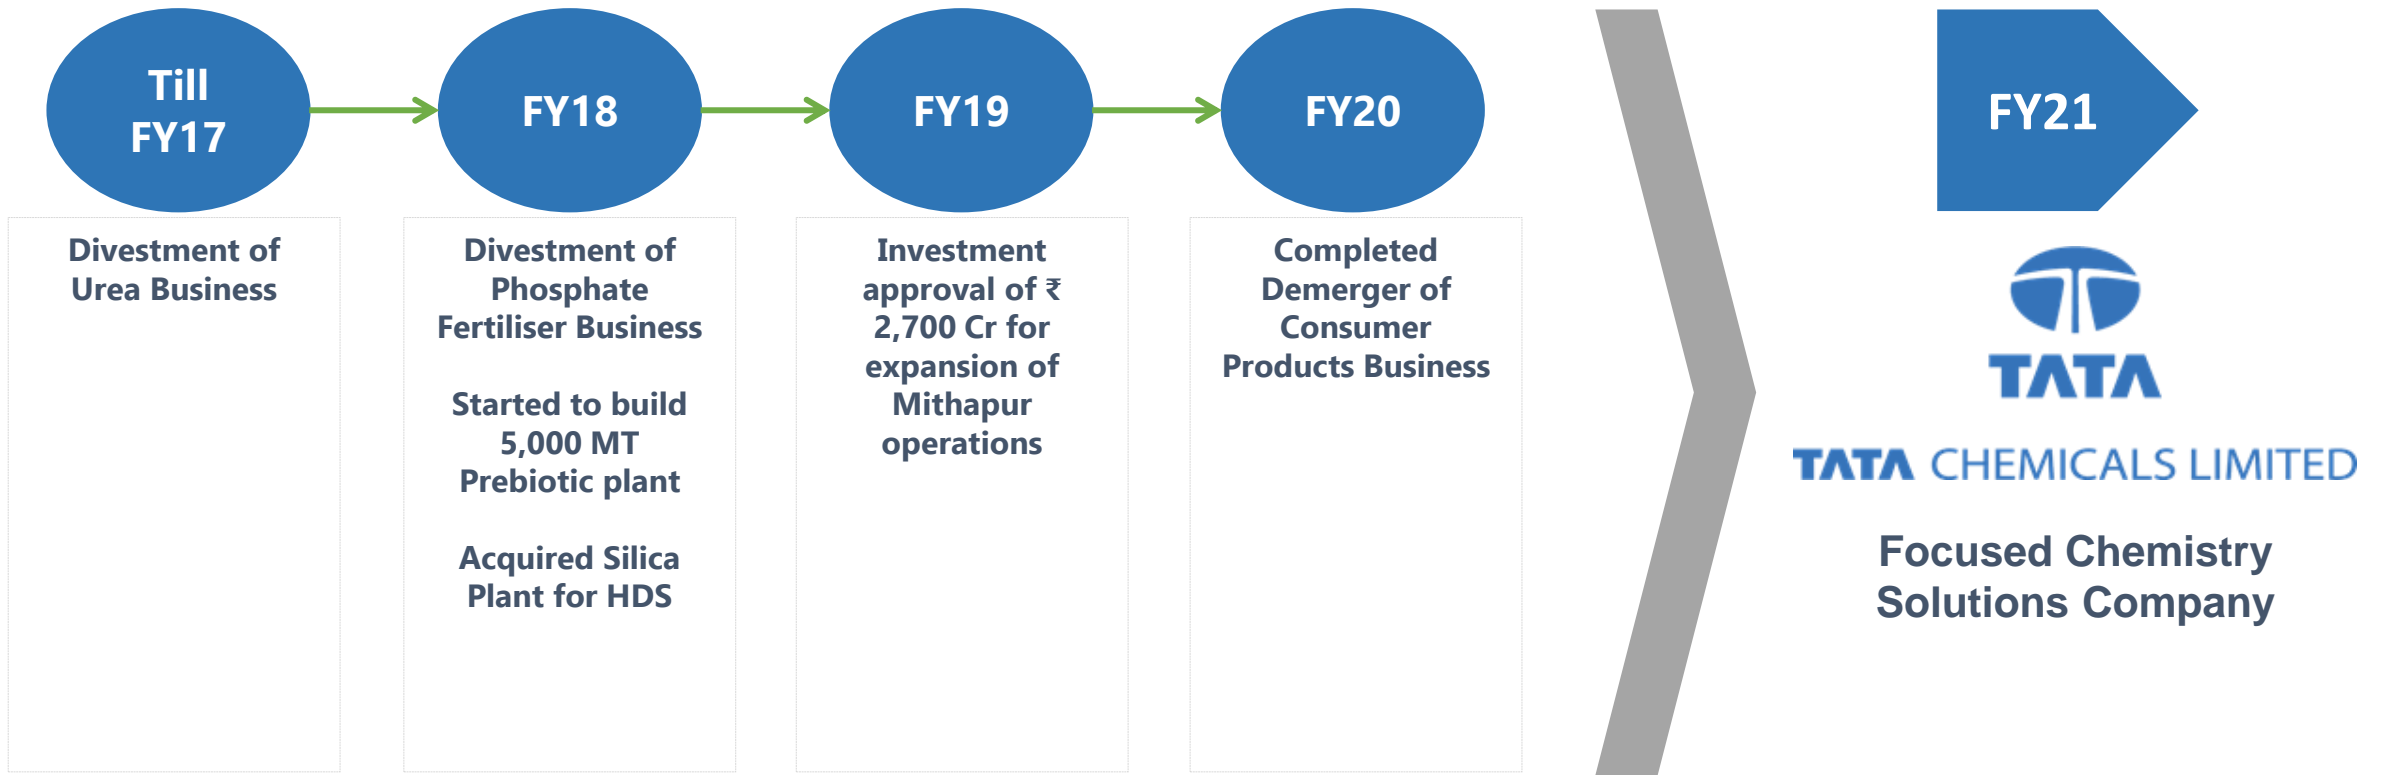 Till
FY17
Divestment of
Urea Business
FY18
Divestment of
Phosphate
Fertiliser Business
Started to build
5,000 MT
Prebiotic plant
Acquired Silica
Plant for HDS
FY19
Investment
approval of ₹
2,700 Cr for
expansion of
Mithapur
operations
FY20
Completed
Demerger of
Consumer
Products Business
FY21
TATA
TATA CHEMICALS LIMITED
Focused Chemistry
Solutions Company